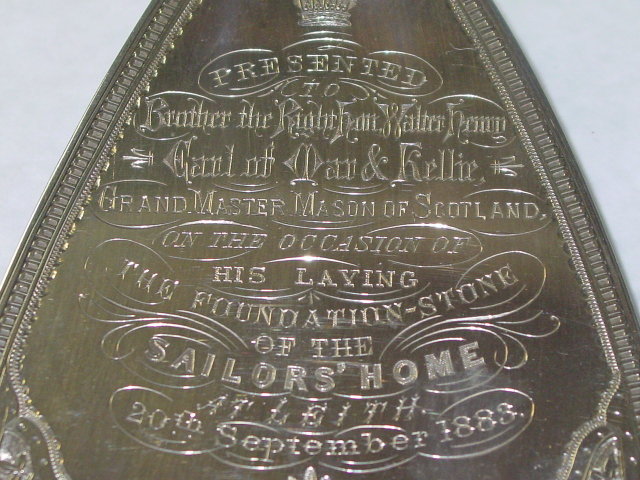 PRESENTED
TO
Brother the Right Hon. Walter Henry
Earl of Mar & Kellie,
GRAND MASTER MASON OF SCOTLAND,
ON THE OCCASION OF
HIS LAYING
THE FOUNDATION-STONE
OF THE
SAILORS' HOME
AT LEITH
20th September 1883.